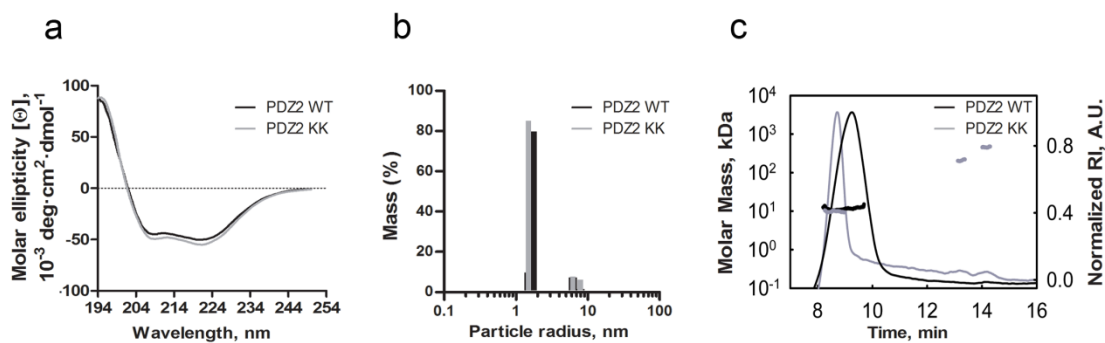 a
Molar ellipticity [Θ]
10⁻³ deg·cm²·dmol⁻¹
100
50
0
-50
-100
PDZ2 WT
PDZ2 KK
194 204 214 224 234 244 254
Wavelength, nm
b
Mass (%)
100
80
60
40
20
0
PDZ2 WT
PDZ2 KK
0 1 10 100
Particle radius, nm
c
Molar Mass, kDa
10⁴
10³
10²
10¹
10⁰
10⁻¹
PDZ2 WT
PDZ2 KK
0.8
0.4
0.0
Normalized RI, A.U.
8 10 12 14 16
Time, min